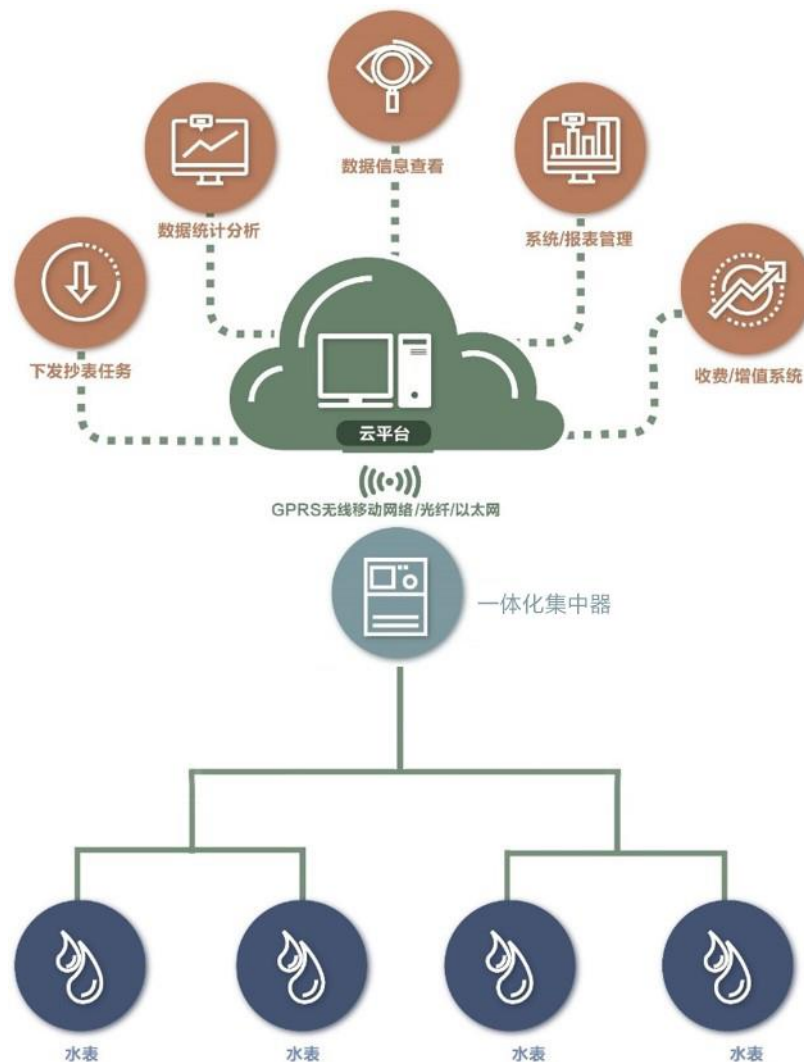 数据信息查看
数据统计分析
系统/报表管理
下发抄表任务
收费/增值系统
云平台
GPRS无线移动网络/光纤/以太网
一体化集中器
水表
水表
水表
水表